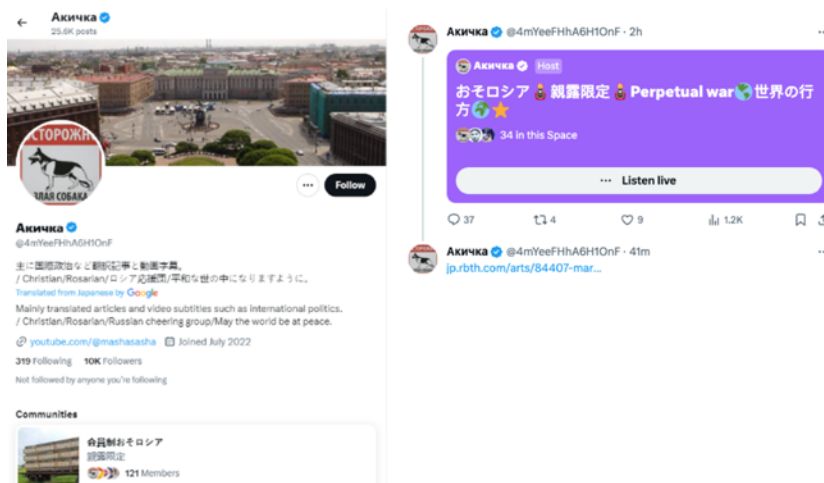 Акичка
25.6K posts
СТОРОЖН
ЗЛАЯ СОБАКА
Follow
Акичка
@4mYeeFHhA6H1OnF
主に国際政治など翻訳記事と動画字幕。
/ Christian/Rosarian/ロシア応援団/平和な世の中になりますように。
Translated from Japanese by Google
Mainly translated articles and video subtitles such as international politics.
/ Christian/Rosarian/Russian cheering group/May the world be at peace.
youtube.com/@mashasasha Joined July 2022
319 Following 10K Followers
Not followed by anyone you're following
Communities
会員制おそロシア
親露限定
121 Members
Акичка @4mYeeFHhA6H1OnF · 2h
Акичка Host
おそロシア🪆親露限定🪆Perpetual war🌏世界の行
方🌍⭐
34 in this Space
Listen live
37 4 9 1.2K
Акичка @4mYeeFHhA6H1OnF · 41m
jp.rbth.com/arts/84407-mar...